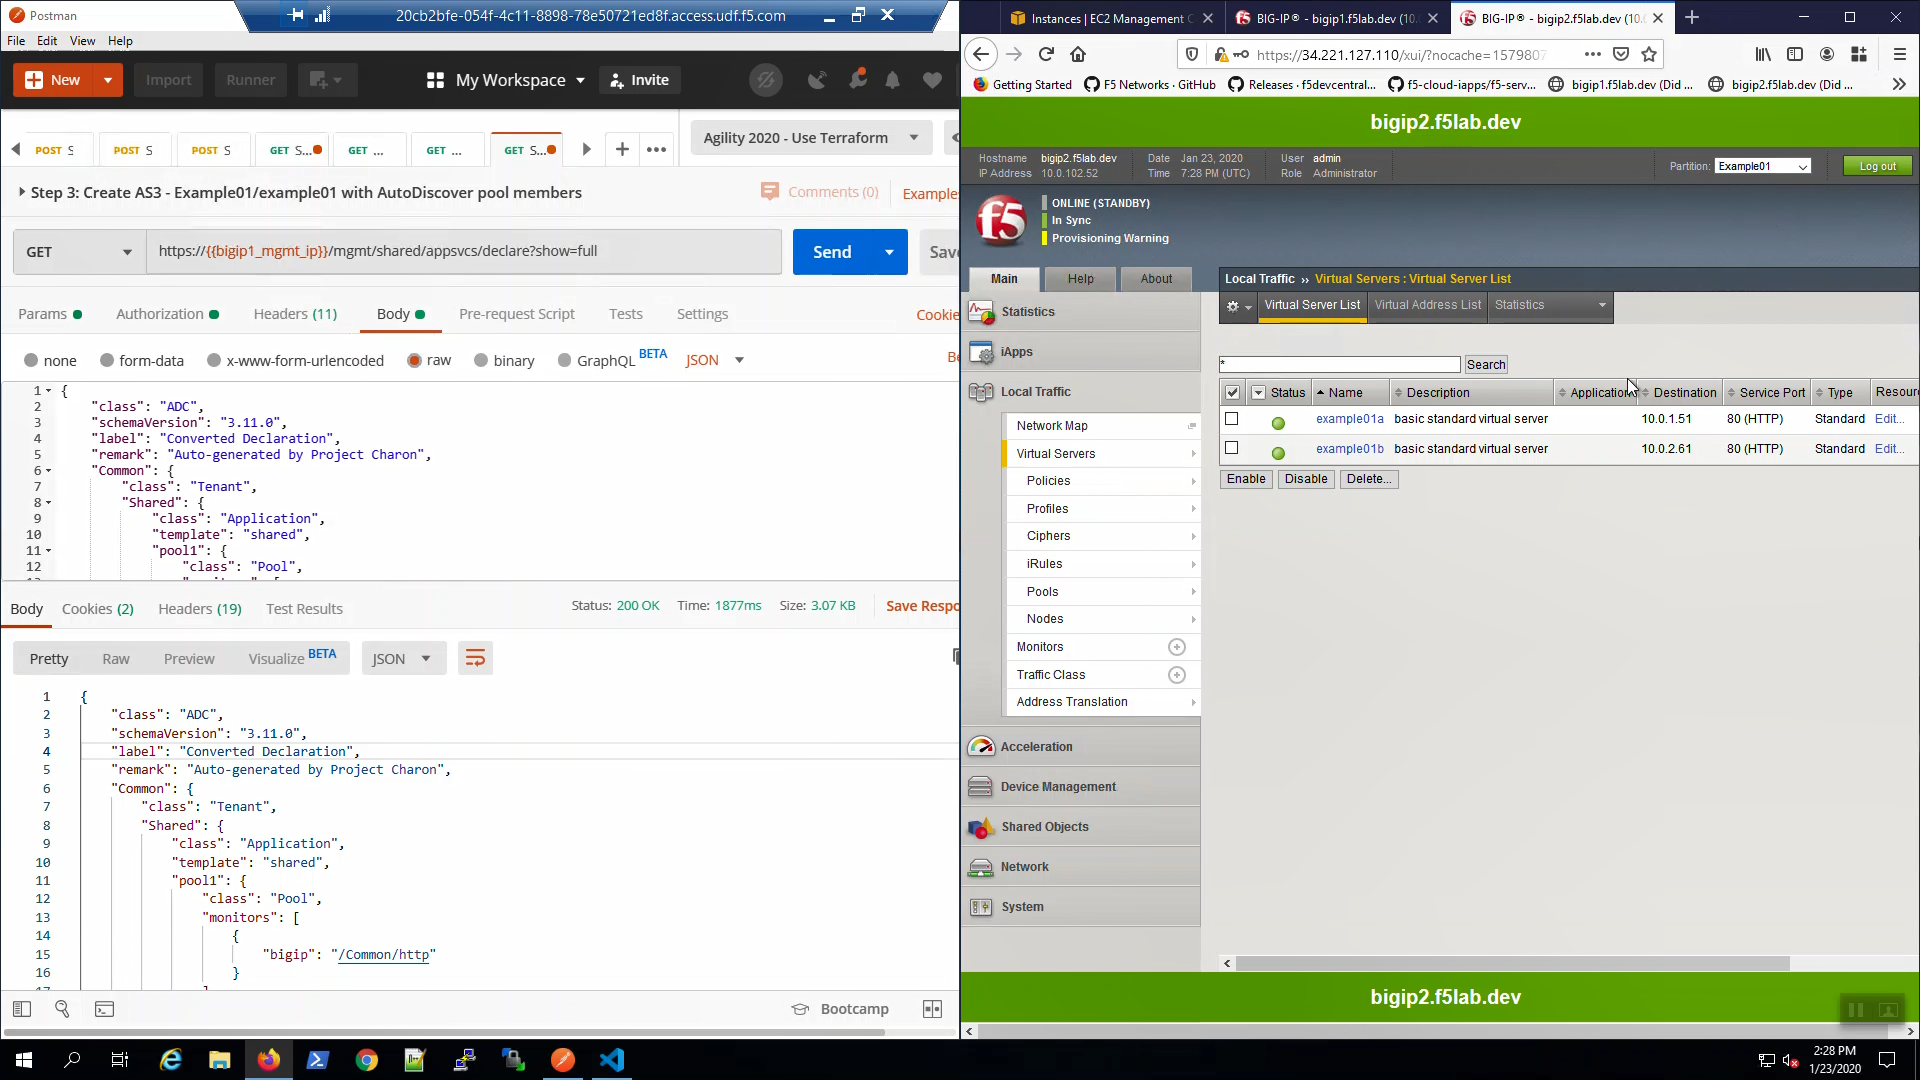 Postman
20cb2bfe-054f-4c11-8898-78e50721ed8f.access.udf.f5.com
File Edit View Help
New Import Runner My Workspace Invite
POST S
POST S
POST S
GET S...
GET ...
GET ...
GET S...
Agility 2020 - Use Terraform
Step 3: Create AS3 - Example01/example01 with AutoDiscover pool members
Comments (0) Examples
GET https://{{bigip1_mgmt_ip}}/mgmt/shared/appsvcs/declare?show=full Send Save
Params Authorization Headers (11) Body Pre-request Script Tests Settings Cookie
none form-data x-www-form-urlencoded raw binary GraphQL BETA JSON Be
1 {
2 "class": "ADC",
3 "schemaVersion": "3.11.0",
4 "label": "Converted Declaration",
5 "remark": "Auto-generated by Project Charon",
6 "Common": {
7 "class": "Tenant",
8 "Shared": {
9 "class": "Application",
10 "template": "shared",
11 "pool1": {
12 "class": "Pool",
Body Cookies (2) Headers (19) Test Results Status: 200 OK Time: 1877ms Size: 3.07 KB Save Respo
Pretty Raw Preview Visualize BETA JSON
1 {
2 "class": "ADC",
3 "schemaVersion": "3.11.0",
4 "label": "Converted Declaration",
5 "remark": "Auto-generated by Project Charon",
6 "Common": {
7 "class": "Tenant",
8 "Shared": {
9 "class": "Application",
10 "template": "shared",
11 "pool1": {
12 "class": "Pool",
13 "monitors": [
14 {
15 "bigip": "/Common/http"
16 }
Bootcamp
Instances | EC2 Management C
BIG-IP® - bigip1.f5lab.dev (10.
BIG-IP® - bigip2.f5lab.dev (10.0
https://34.221.127.110/xui/?nocache=1579807
Getting Started F5 Networks · GitHub Releases · f5devcentral... f5-cloud-iapps/f5-serv... bigip1.f5lab.dev (Did ... bigip2.f5lab.dev (Did ...
bigip2.f5lab.dev
Hostname bigip2.f5lab.dev Date Jan 23, 2020 User admin
IP Address 10.0.102.52 Time 7:28 PM (UTC) Role Administrator
Partition: Example01 Log out
f5
ONLINE (STANDBY)
In Sync
Provisioning Warning
Main Help About
Local Traffic ›› Virtual Servers : Virtual Server List
Virtual Server List Virtual Address List Statistics
Statistics
iApps
Local Traffic
Network Map
Virtual Servers
Policies
Profiles
Ciphers
iRules
Pools
Nodes
Monitors
Traffic Class
Address Translation
Acceleration
Device Management
Shared Objects
Network
System
* Search
Status Name Description Application Destination Service Port Type Resour
example01a basic standard virtual server 10.0.1.51 80 (HTTP) Standard Edit...
example01b basic standard virtual server 10.0.2.61 80 (HTTP) Standard Edit...
Enable Disable Delete...
bigip2.f5lab.dev
2:28 PM
1/23/2020